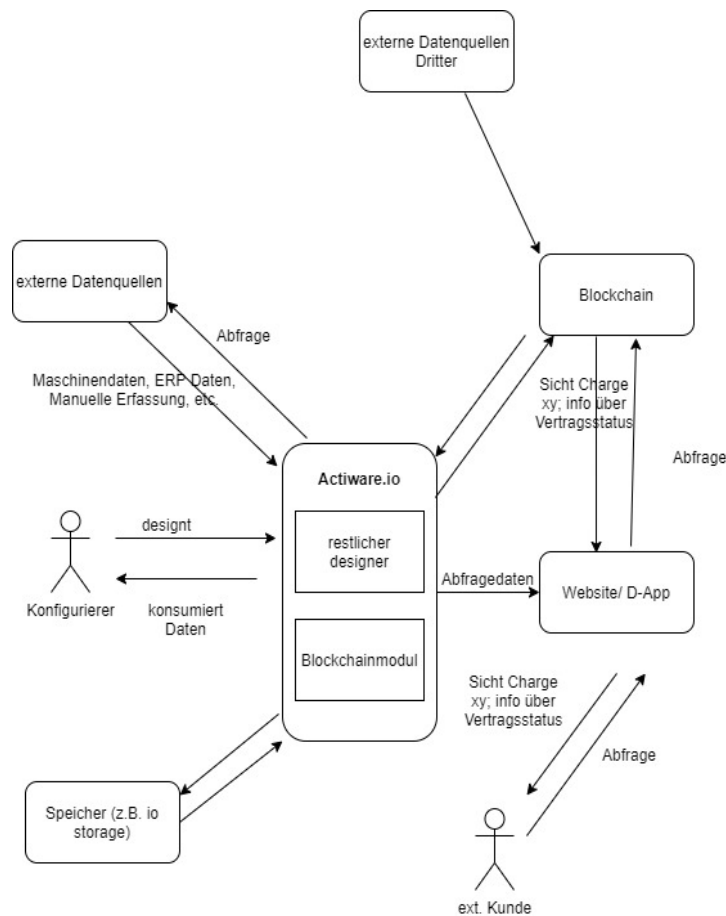 externe Datenquellen
Dritter
externe Datenquellen
Blockchain
Abfrage
Maschinendaten, ERP Daten,
Manuelle Erfassung, etc.
Sicht Charge
xy; info über
Vertragsstatus
Abfrage
Actiware.io
restlicher
designer
designt
Konfigurierer
konsumiert
Daten
Abfragedaten
Website/ D-App
Blockchainmodul
Sicht Charge
xy; info über
Vertragsstatus
Abfrage
Speicher (z.B. io
storage)
ext. Kunde